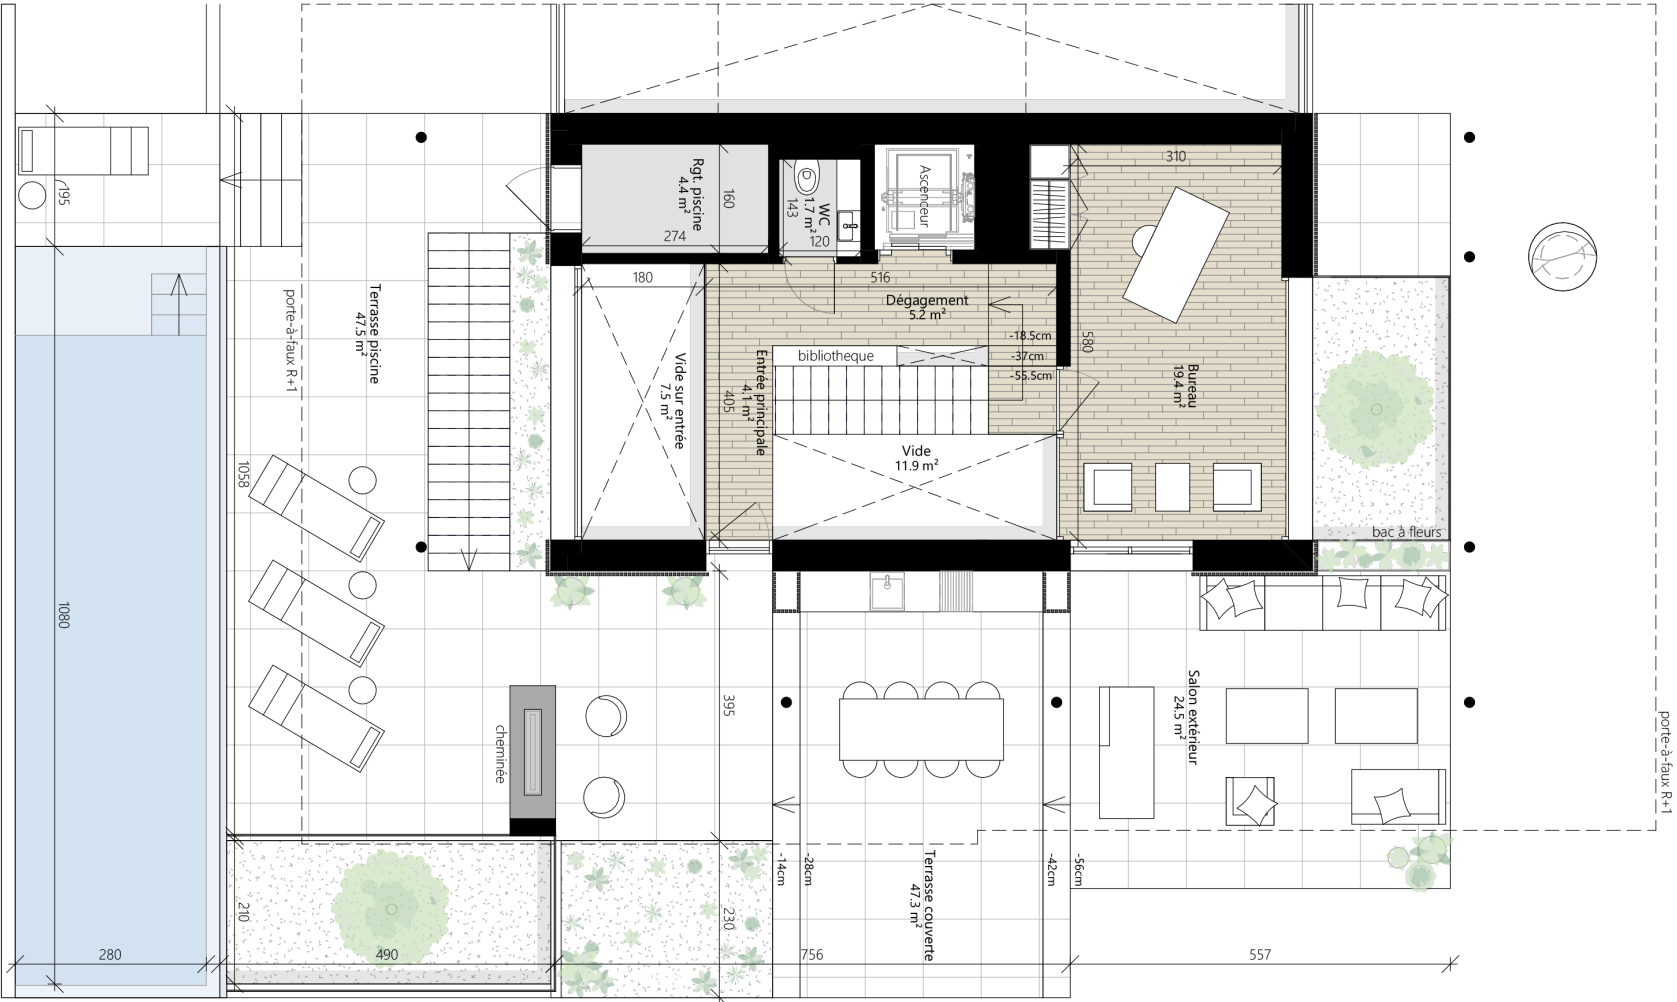 310
Rgt. piscine
4.4 m²
160
274
WC
1.7 m²
143
120
Ascenceur
195
180
516
Dégagement
5.2 m²
-18.5cm
-37cm
-55.5cm
580
Terrasse piscine
47.5 m²
porte-à-faux R+1
Vide sur entrée
7.5 m²
Entrée principale
4.1 m²
405
bibliotheque
Bureau
19.4 m²
Vide
11.9 m²
1058
bac à fleurs
1080
cheminée
395
Salon extérieur
24.5 m²
porte-à-faux R+1
-14cm
-28cm
-42cm
-56cm
Terrasse couverte
47.3 m²
210
230
280
490
756
557